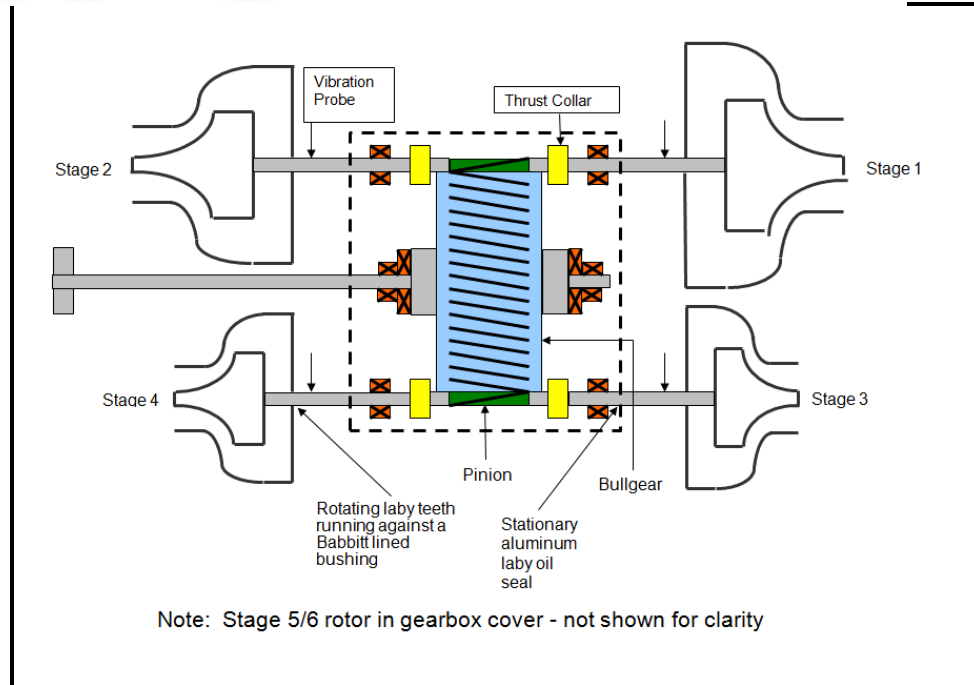 Vibration
Probe
Thrust Collar
Stage 2
Stage 1
Stage 4
Stage 3
Pinion
Bullgear
Rotating laby teeth
running against a
Babbitt lined
bushing
Stationary
aluminum
laby oil
seal
Note: Stage 5/6 rotor in gearbox cover - not shown for clarity